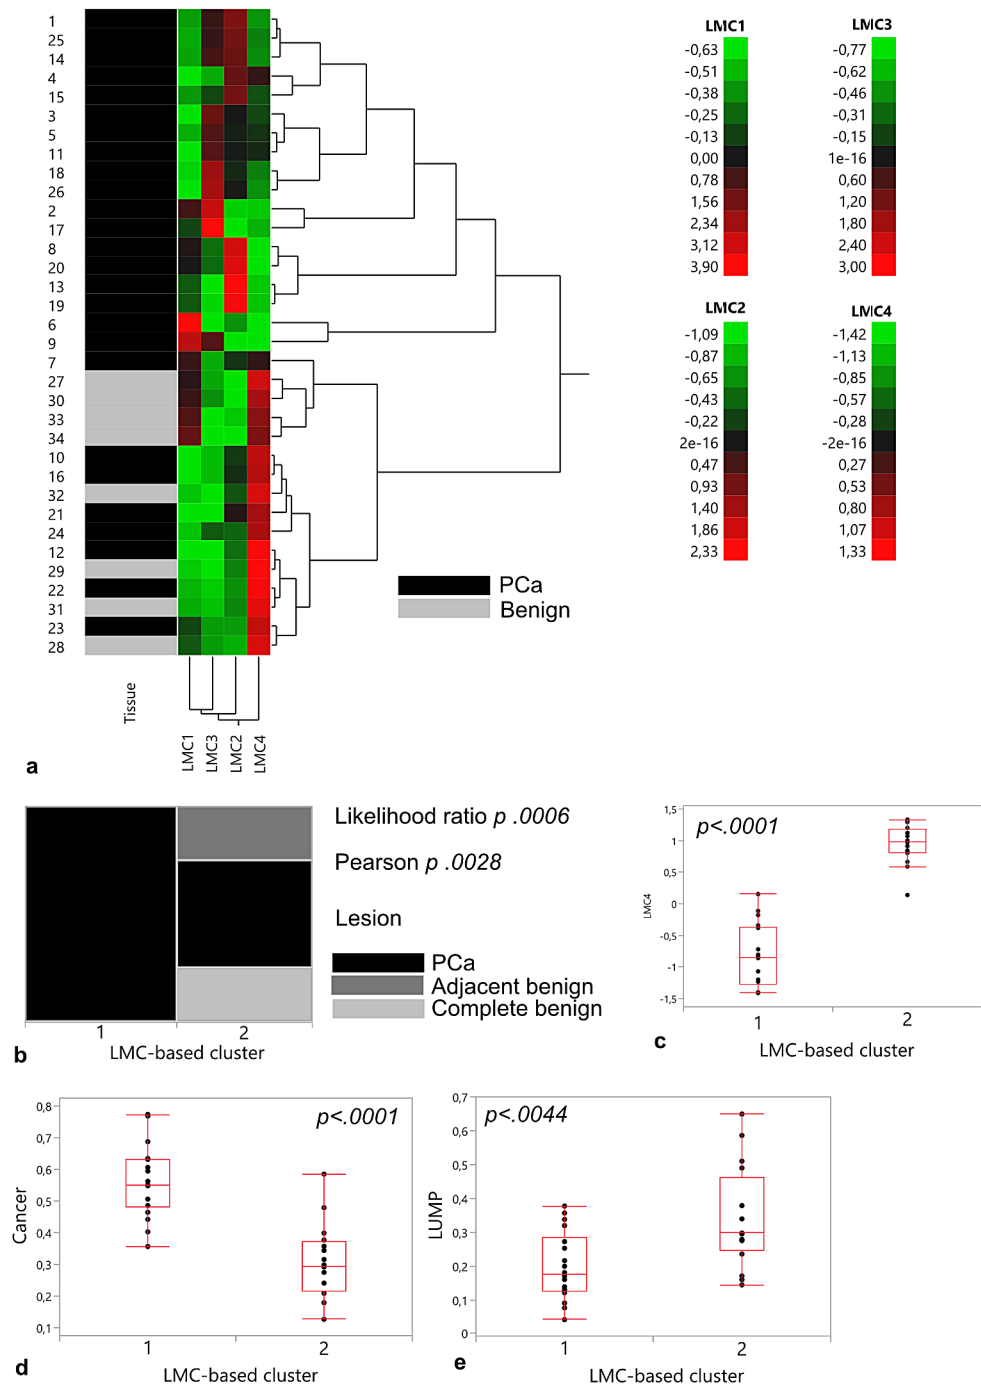 1
25
14
4
15
3
5
11
18
26
2
17
8
20
13
19
6
9
7
27
30
33
34
10
16
32
21
24
12
29
22
31
23
28
Tissue
LMC1
LMC3
LMC2
LMC4
PCa
Benign
LMC1
-0,63
-0,51
-0,38
-0,25
-0,13
0,00
0,78
1,56
2,34
3,12
3,90
LMC3
-0,77
-0,62
-0,46
-0,31
-0,15
1e-16
0,60
1,20
1,80
2,40
3,00
LMC2
-1,09
-0,87
-0,65
-0,43
-0,22
2e-16
0,47
0,93
1,40
1,86
2,33
LMC4
-1,42
-1,13
-0,85
-0,57
-0,28
-2e-16
0,27
0,53
0,80
1,07
1,33
a
Likelihood ratio p .0006
Pearson p .0028
Lesion
PCa
Adjacent benign
Complete benign
1 2
LMC-based cluster
b
p<.0001
1,5
1
0,5
0
-0,5
-1
-1,5
LMC4
1 2
LMC-based cluster
c
p<.0001
0,8
0,7
0,6
0,5
0,4
0,3
0,2
0,1
Cancer
1 2
LMC-based cluster
d
p<.0044
0,7
0,6
0,5
0,4
0,3
0,2
0,1
0
LUMP
1 2
LMC-based cluster
e